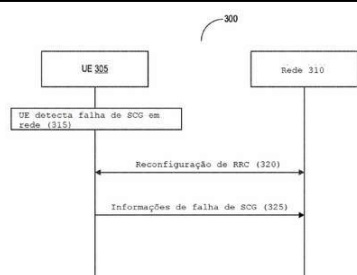 300
UE 305
Rede 310
UE detecta falha de SCG em
rede (315)
Reconfiguração de RRC (320)
Informações de falha de SCG (325)